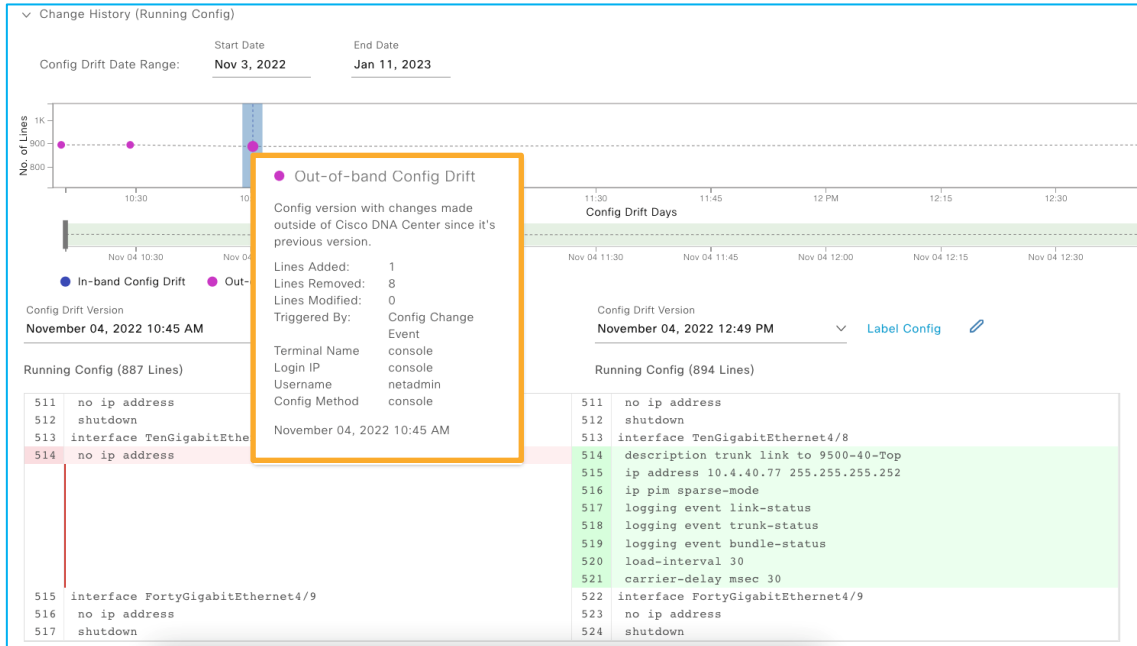 Change History (Running Config)
Start Date
End Date
Config Drift Date Range:
Nov 3, 2022
Jan 11, 2023
No. of Lines
1K
900
800
10:30
10
11:30
11:45
12 PM
12:15
12:30
Config Drift Days
Nov 04 10:30
Nov 04 11:30
Nov 04 11:45
Nov 04 12:00
Nov 04 12:15
Nov 04 12:30
In-band Config Drift
Out-of-band Config Drift
Config version with changes made
outside of Cisco DNA Center since it's
previous version.
Lines Added: 1
Lines Removed: 8
Lines Modified: 0
Triggered By: Config Change
Event
Terminal Name console
Login IP console
Username netadmin
Config Method console
November 04, 2022 10:45 AM
Config Drift Version
November 04, 2022 10:45 AM
Running Config (887 Lines)
511 no ip address
512 shutdown
513 interface TenGigabitEthe
514 no ip address
515 interface FortyGigabitEthernet4/9
516 no ip address
517 shutdown
Config Drift Version
November 04, 2022 12:49 PM
Label Config
Running Config (894 Lines)
511 no ip address
512 shutdown
513 interface TenGigabitEthernet4/8
514 description trunk link to 9500-40-Top
515 ip address 10.4.40.77 255.255.255.252
516 ip pim sparse-mode
517 logging event link-status
518 logging event trunk-status
519 logging event bundle-status
520 load-interval 30
521 carrier-delay msec 30
522 interface FortyGigabitEthernet4/9
523 no ip address
524 shutdown